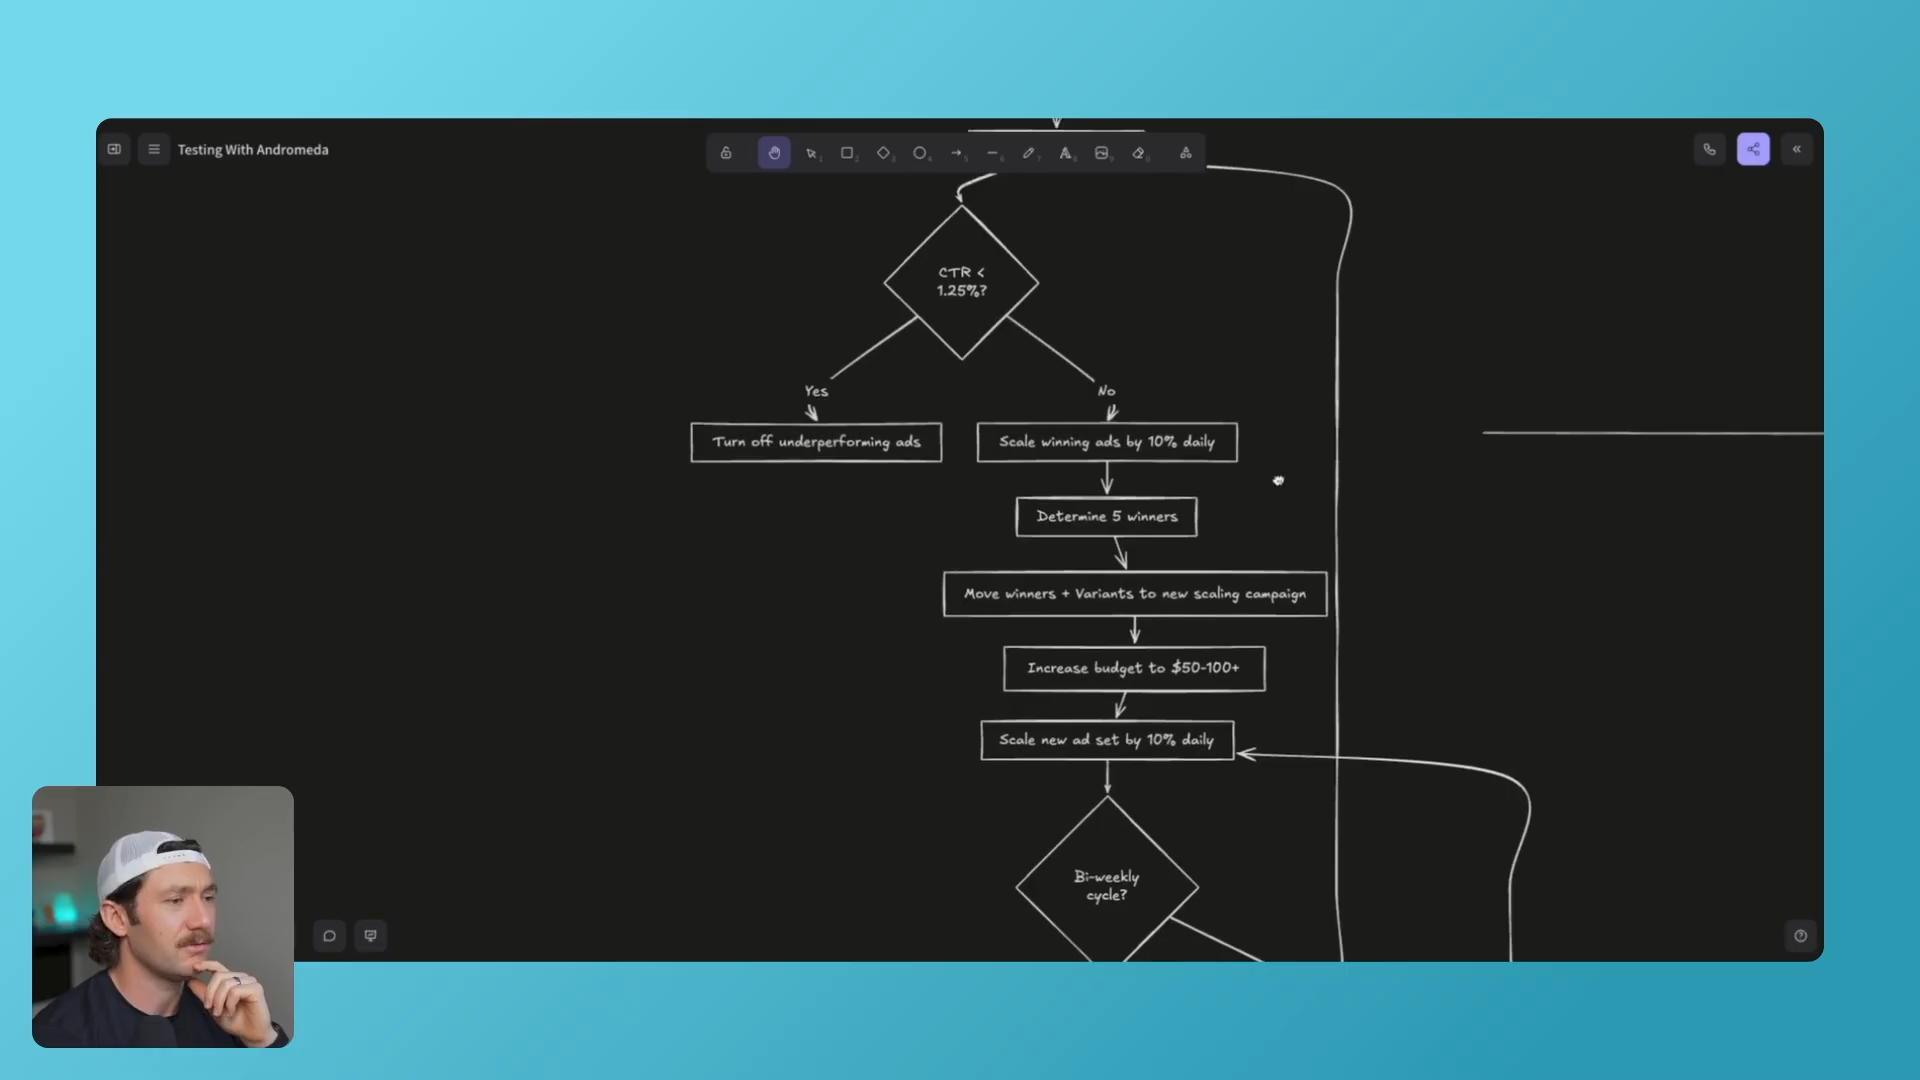 Testing With Andromeda
CTR <
1.25%?
Yes
No
Turn off underperforming ads
Scale winning ads by 10% daily
Determine 5 winners
Move winners + Variants to new scaling campaign
Increase budget to $50-100+
Scale new ad set by 10% daily
Bi-weekly
cycle?